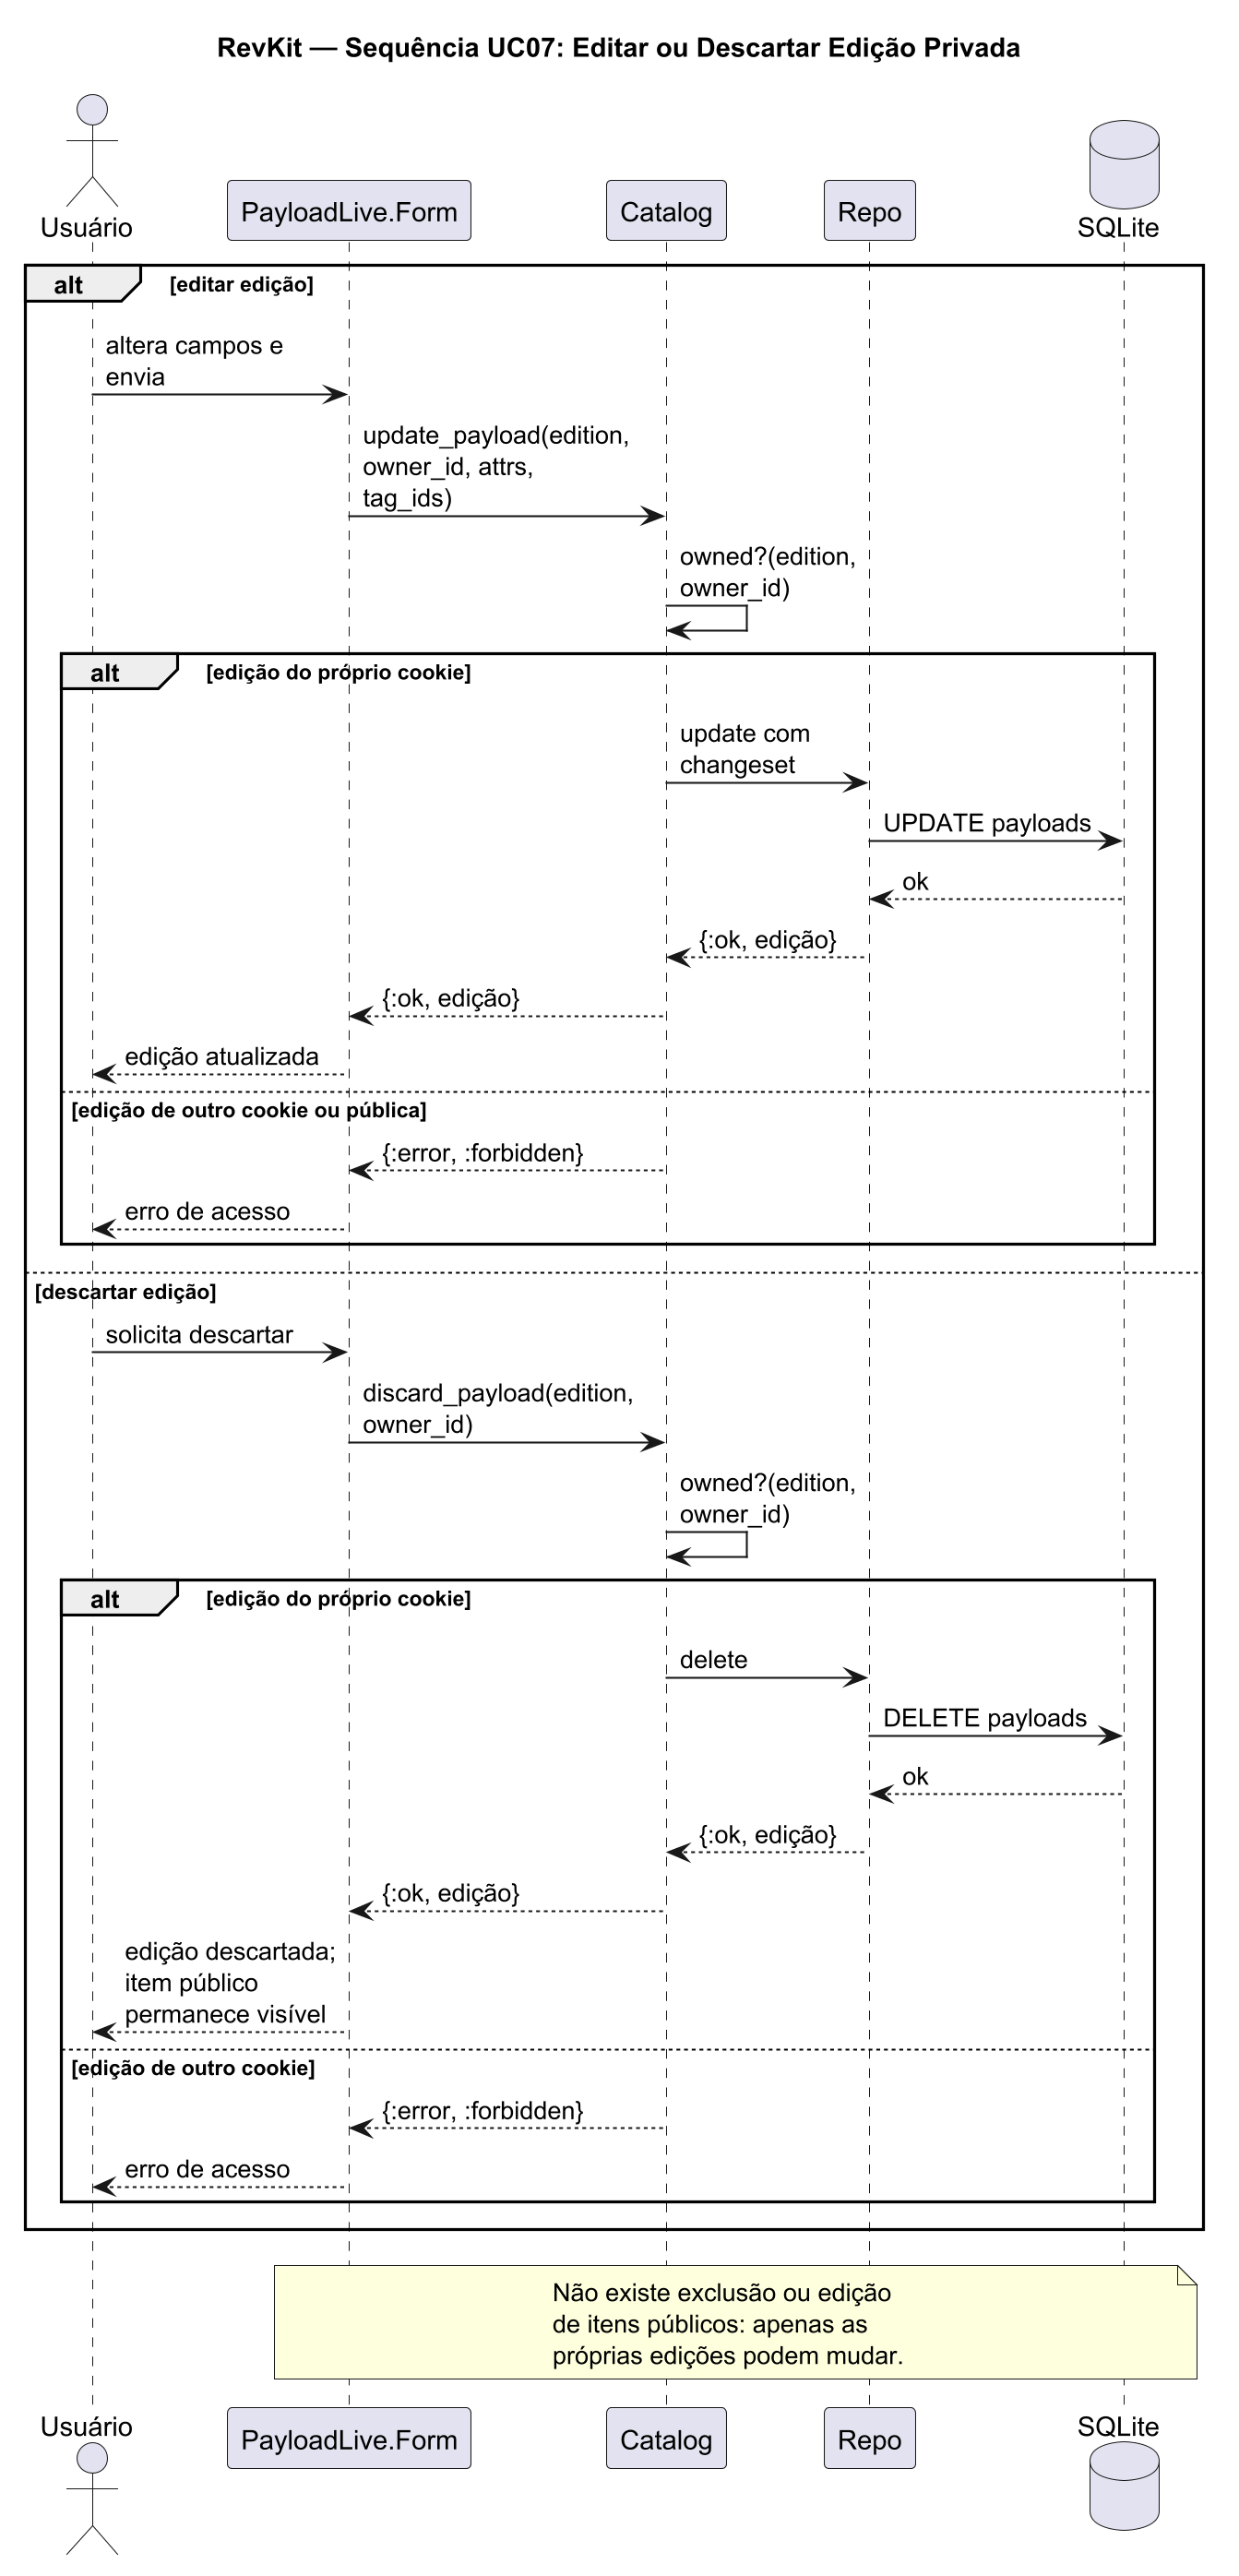 RevKit — Sequência UC07: Editar ou Descartar Edição Privada
Usuário
PayloadLive.Form
Catalog
Repo
SQLite
alt
[editar edição]
altera campos e
envia
update_payload(edition,
owner_id, attrs,
tag_ids)
owned?(edition,
owner_id)
alt
[edição do próprio cookie]
update com
changeset
UPDATE payloads
ok
{:ok, edição}
{:ok, edição}
edição atualizada
[edição de outro cookie ou pública]
{:error, :forbidden}
erro de acesso
[descartar edição]
solicita descartar
discard_payload(edition,
owner_id)
owned?(edition,
owner_id)
alt
[edição do próprio cookie]
delete
DELETE payloads
ok
{:ok, edição}
{:ok, edição}
edição descartada;
item público
permanece visível
[edição de outro cookie]
{:error, :forbidden}
erro de acesso
Não existe exclusão ou edição
de itens públicos: apenas as
próprias edições podem mudar.
Usuário
PayloadLive.Form
Catalog
Repo
SQLite